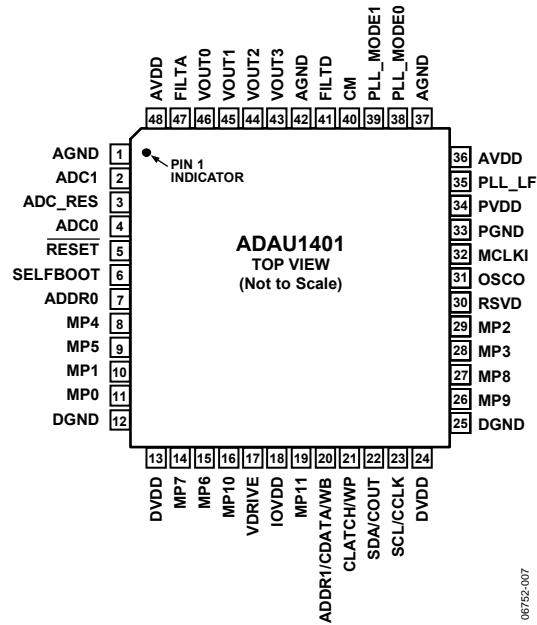 AVDD
FILTA
VOUT0
VOUT1
VOUT2
VOUT3
AGND
FILTD
CM
PLL_MODE1
PLL_MODE0
AGND
48 47 46 45 44 43 42 41 40 39 38 37
AGND 1
ADC1 2
ADC_RES 3
ADC0 4
RESET 5
SELFBOOT 6
ADDR0 7
MP4 8
MP5 9
MP1 10
MP0 11
DGND 12
PIN 1
INDICATOR
ADAU1401
TOP VIEW
(Not to Scale)
36 AVDD
35 PLL_LF
34 PVDD
33 PGND
32 MCLKI
31 OSCO
30 RSVD
29 MP2
28 MP3
27 MP8
26 MP9
25 DGND
13 14 15 16 17 18 19 20 21 22 23 24
DVDD
MP7
MP6
MP10
VDRIVE
IOVDD
MP11
ADDR1/CDATA/WB
CLATCH/WP
SDA/COUT
SCL/CCLK
DVDD
06752-007